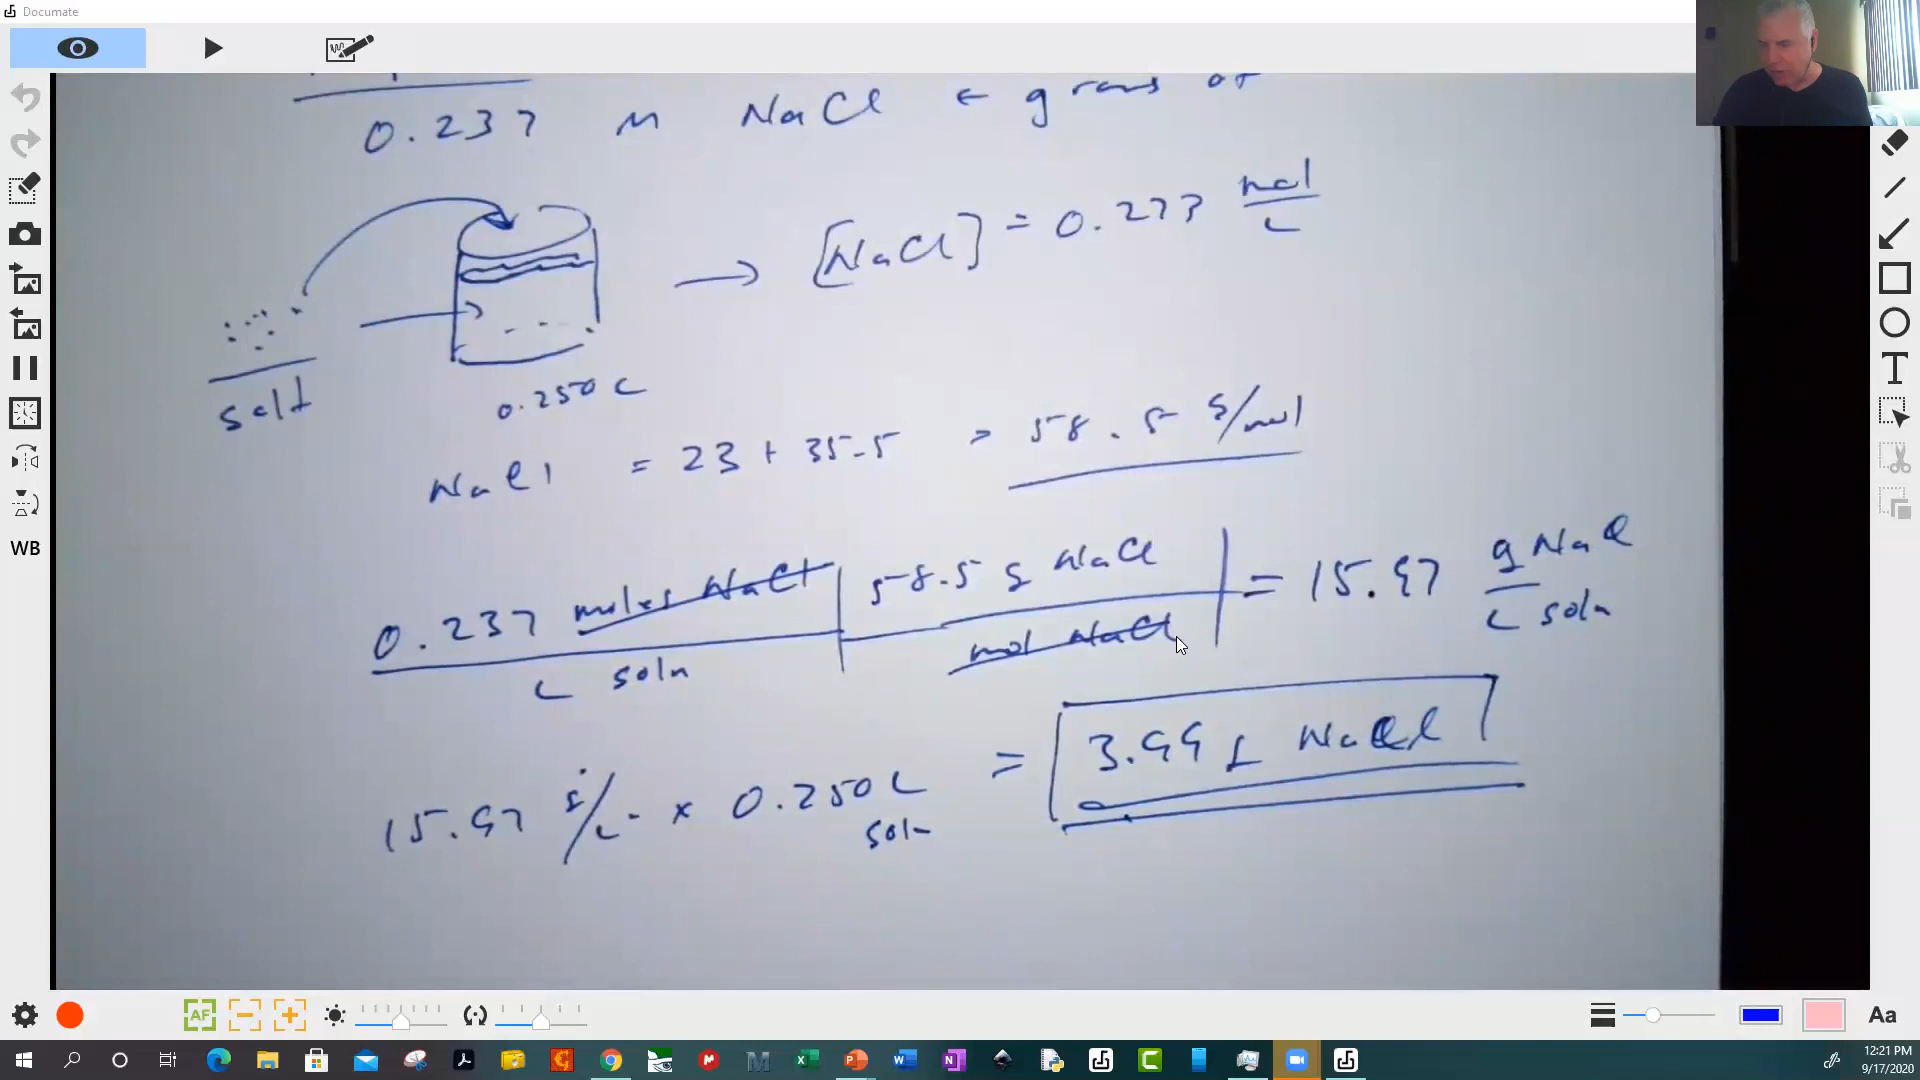 Documate
0.237 M NaCl ← grams of
[NaCl] = 0.273 mol/L
salt
0.250 L
NaCl = 23 + 35.5 = 58.5 g/mol
0.237 moles NaCl | 58.5 g NaCl = 15.97 g NaCl
L soln | mol NaCl L soln
15.97 g/L × 0.250 L = 3.99 g NaCl
soln
WB
AF
Aa
12:21 PM
9/17/2020